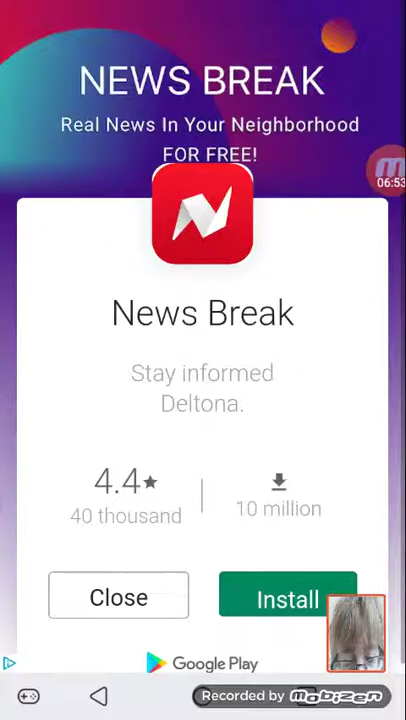 NEWS BREAK
Real News In Your Neighborhood
FOR FREE!
06:53
News Break
Stay informed
Deltona.
4.4★
40 thousand
10 million
Close
Install
Google Play
Recorded by mobizen